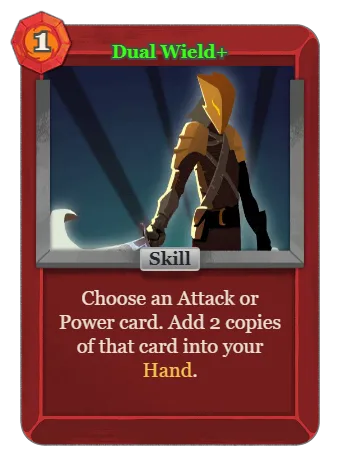 1
Dual Wield+
Skill
Choose an Attack or
Power card. Add 2 copies
of that card into your
Hand.